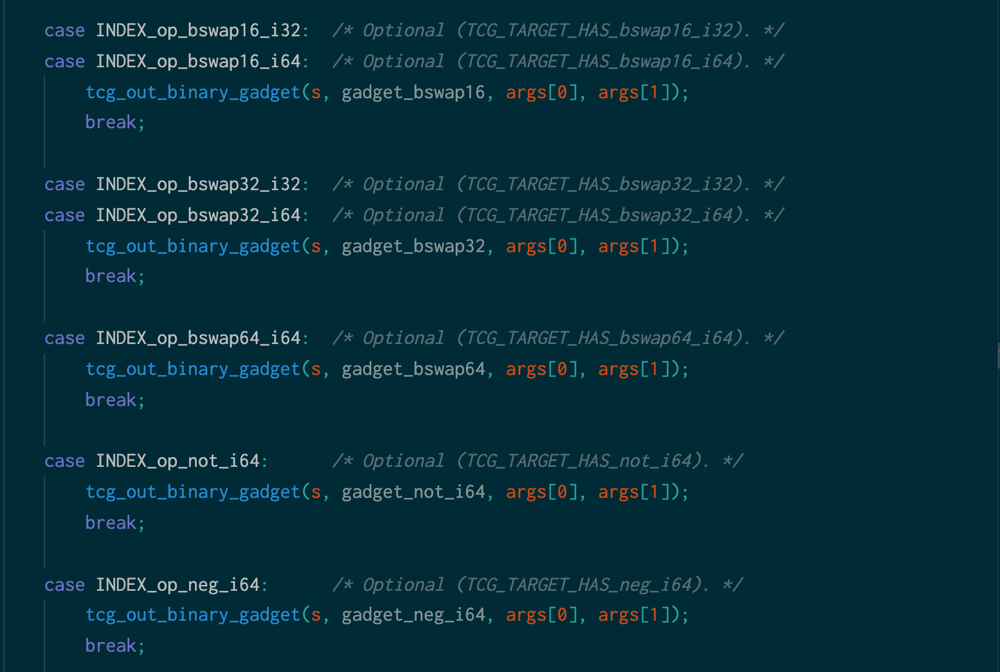 case INDEX_op_bswap16_i32:  /* Optional (TCG_TARGET_HAS_bswap16_i32). */
case INDEX_op_bswap16_i64:  /* Optional (TCG_TARGET_HAS_bswap16_i64). */
    tcg_out_binary_gadget(s, gadget_bswap16, args[0], args[1]);
    break;
case INDEX_op_bswap32_i32:  /* Optional (TCG_TARGET_HAS_bswap32_i32). */
case INDEX_op_bswap32_i64:  /* Optional (TCG_TARGET_HAS_bswap32_i64). */
    tcg_out_binary_gadget(s, gadget_bswap32, args[0], args[1]);
    break;
case INDEX_op_bswap64_i64:  /* Optional (TCG_TARGET_HAS_bswap64_i64). */
    tcg_out_binary_gadget(s, gadget_bswap64, args[0], args[1]);
    break;
case INDEX_op_not_i64:      /* Optional (TCG_TARGET_HAS_not_i64). */
    tcg_out_binary_gadget(s, gadget_not_i64, args[0], args[1]);
    break;
case INDEX_op_neg_i64:      /* Optional (TCG_TARGET_HAS_neg_i64). */
    tcg_out_binary_gadget(s, gadget_neg_i64, args[0], args[1]);
    break;